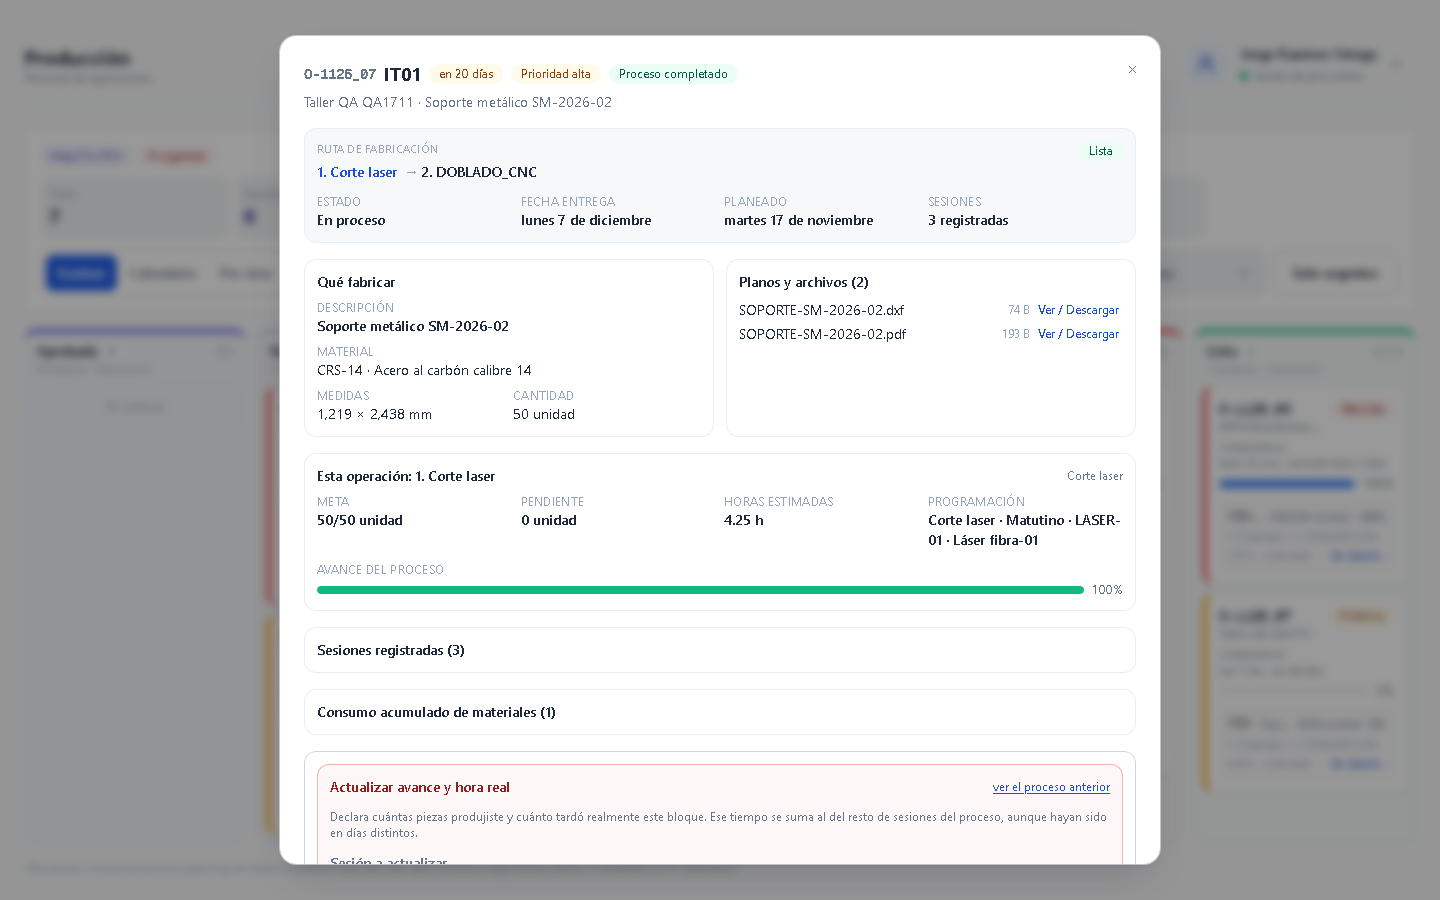 Producción
O-1126_07 IT01 en 20 días Prioridad alta Proceso completado ×
Taller QA QA1711 · Soporte metálico SM-2026-02
RUTA DE FABRICACIÓN Lista
1. Corte laser → 2. DOBLADO_CNC
ESTADO FECHA ENTREGA PLANEADO SESIONES
En proceso lunes 7 de diciembre martes 17 de noviembre 3 registradas
Qué fabricar
DESCRIPCIÓN
Soporte metálico SM-2026-02
MATERIAL
CRS-14 · Acero al carbón calibre 14
MEDIDAS CANTIDAD
1,219 × 2,438 mm 50 unidad
Planos y archivos (2)
SOPORTE-SM-2026-02.dxf 74 B Ver / Descargar
SOPORTE-SM-2026-02.pdf 193 B Ver / Descargar
Esta operación: 1. Corte laser Corte laser
META PENDIENTE HORAS ESTIMADAS PROGRAMACIÓN
50/50 unidad 0 unidad 4.25 h Corte laser · Matutino · LASER-
01 · Láser fibra-01
AVANCE DEL PROCESO
100%
Sesiones registradas (3)
Consumo acumulado de materiales (1)
Actualizar avance y hora real ver el proceso anterior
Declara cuántas piezas produjiste y cuánto tardó realmente este bloque. Ese tiempo se suma al del resto de sesiones del proceso, aunque hayan sido
en días distintos.
Sesión a actualizar